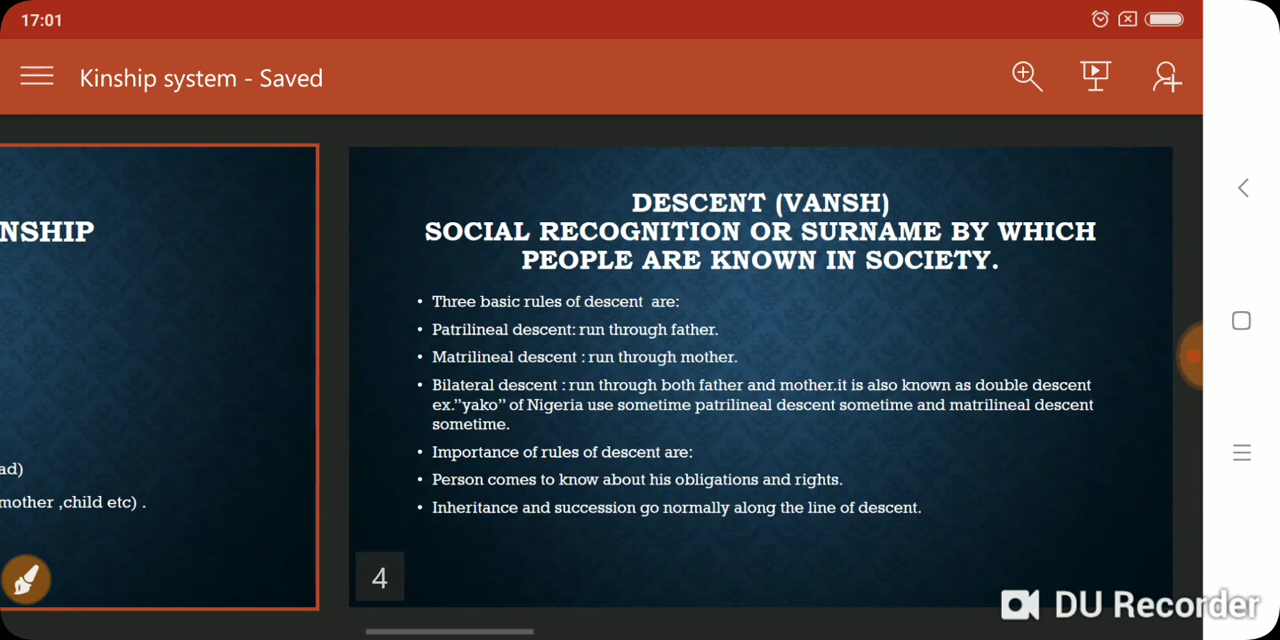 17:01
Kinship system - Saved
NSHIP
ad)
mother ,child etc) .
DESCENT (VANSH)
SOCIAL RECOGNITION OR SURNAME BY WHICH
PEOPLE ARE KNOWN IN SOCIETY.
• Three basic rules of descent are:
• Patrilineal descent: run through father.
• Matrilineal descent : run through mother.
• Bilateral descent : run through both father and mother.it is also known as double descent
ex.”yako” of Nigeria use sometime patrilineal descent sometime and matrilineal descent
sometime.
• Importance of rules of descent are:
• Person comes to know about his obligations and rights.
• Inheritance and succession go normally along the line of descent.
4
DU Recorder